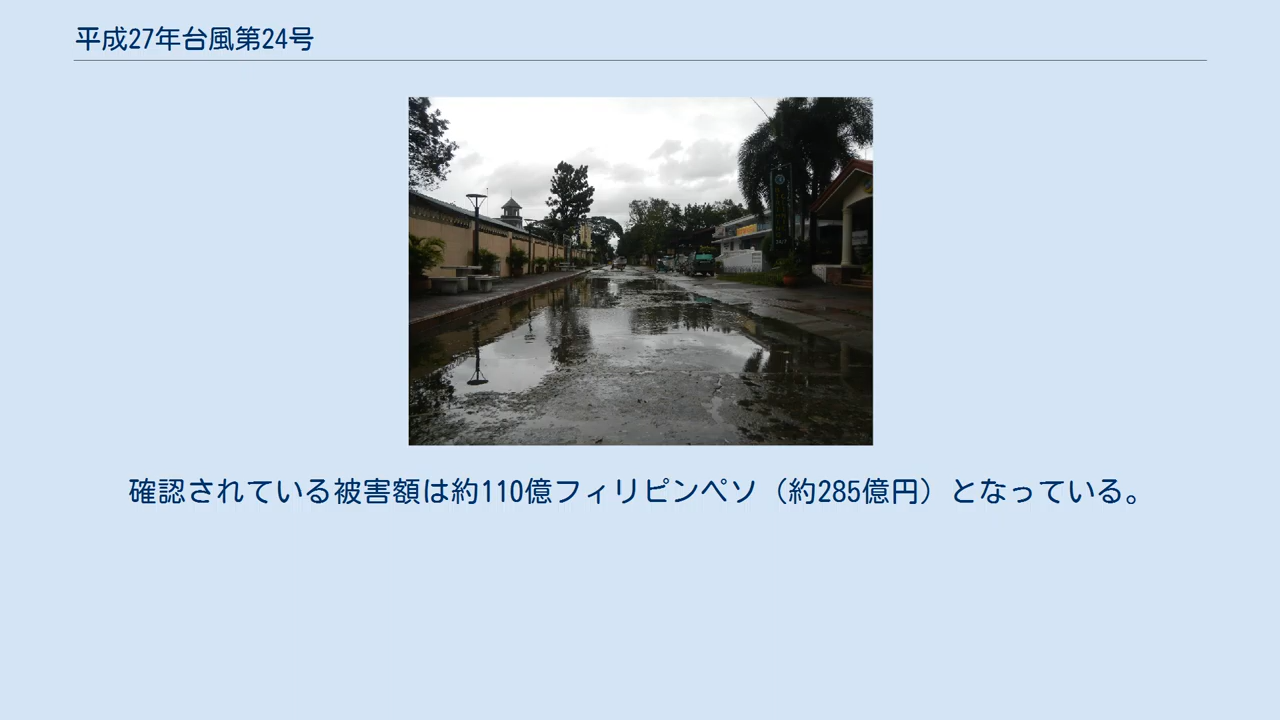 平成27年台風第24号
確認されている被害額は約110億フィリピンペソ（約285億円）となっている。